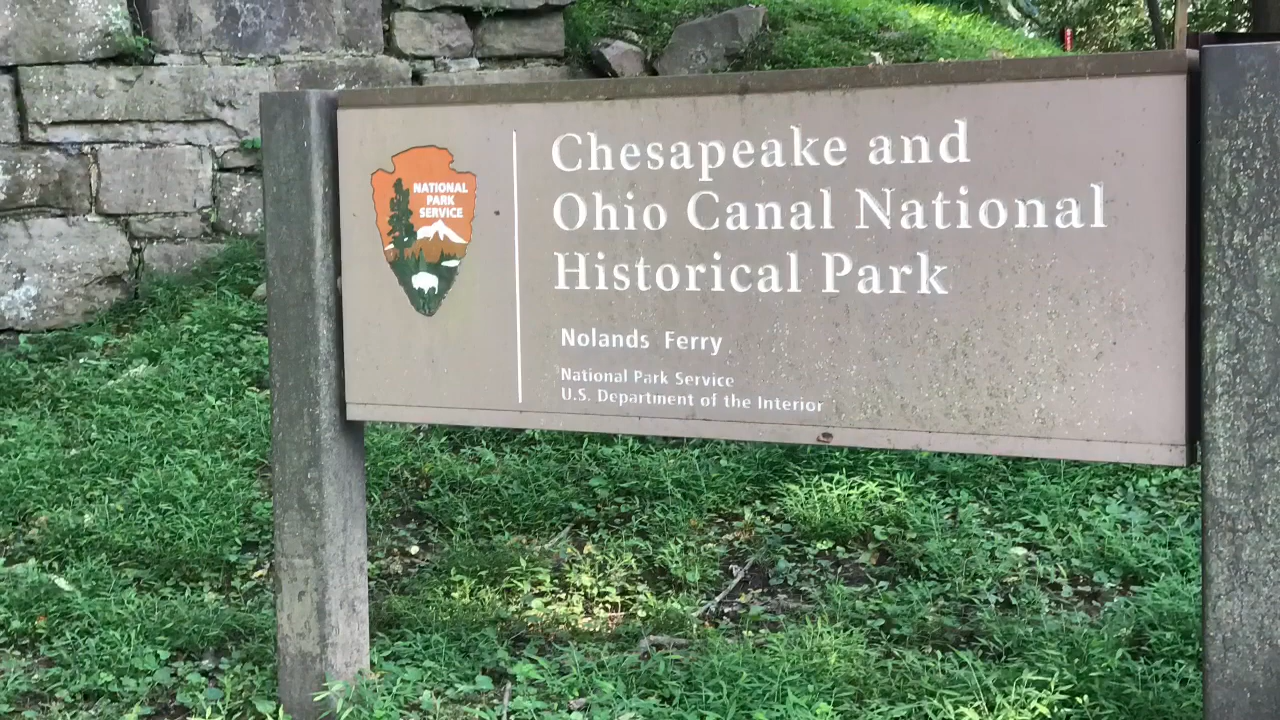 NATIONAL
PARK
SERVICE
Chesapeake and
Ohio Canal National
Historical Park
Nolands Ferry
National Park Service
U.S. Department of the Interior